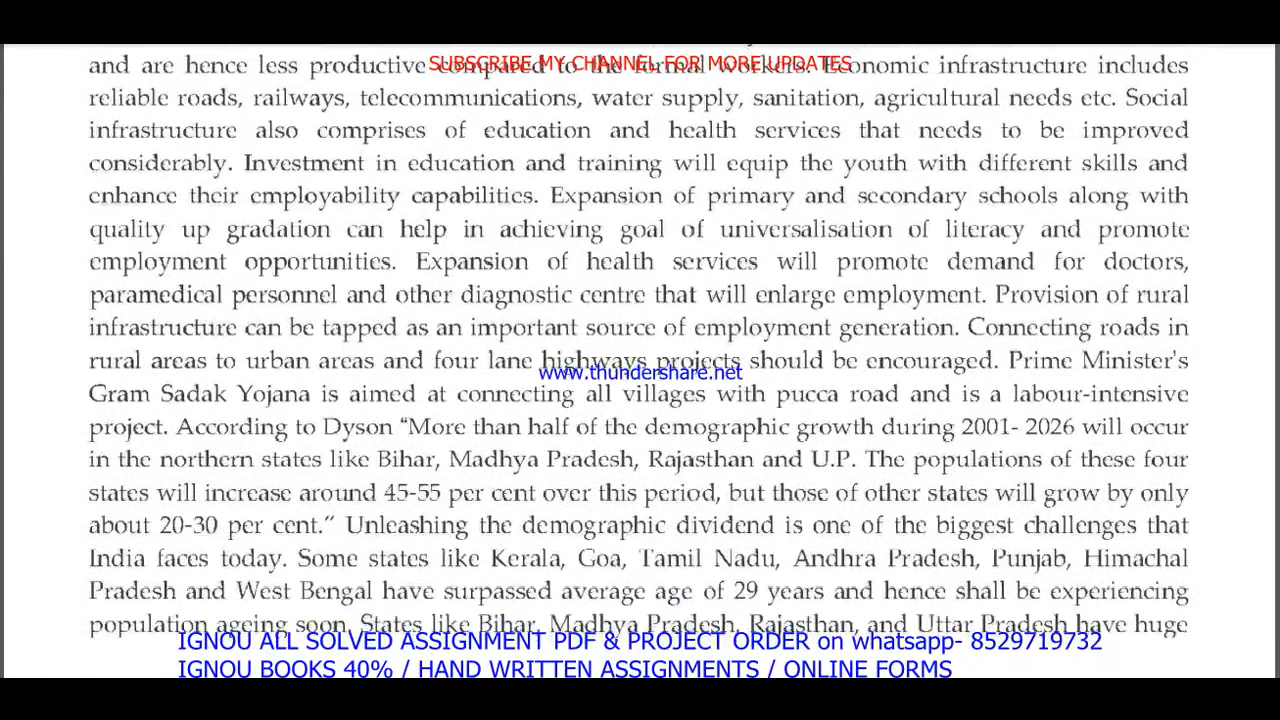 SUBSCRIBE MY CHANNEL FOR MORE UPDATES
and are hence less productive compared to the formal workers. Economic infrastructure includes
reliable roads, railways, telecommunications, water supply, sanitation, agricultural needs etc. Social
infrastructure also comprises of education and health services that needs to be improved
considerably. Investment in education and training will equip the youth with different skills and
enhance their employability capabilities. Expansion of primary and secondary schools along with
quality up gradation can help in achieving goal of universalisation of literacy and promote
employment opportunities. Expansion of health services will promote demand for doctors,
paramedical personnel and other diagnostic centre that will enlarge employment. Provision of rural
infrastructure can be tapped as an important source of employment generation. Connecting roads in
rural areas to urban areas and four lane highways projects should be encouraged. Prime Minister's
www.thundershare.net
Gram Sadak Yojana is aimed at connecting all villages with pucca road and is a labour-intensive
project. According to Dyson “More than half of the demographic growth during 2001- 2026 will occur
in the northern states like Bihar, Madhya Pradesh, Rajasthan and U.P. The populations of these four
states will increase around 45-55 per cent over this period, but those of other states will grow by only
about 20-30 per cent.” Unleashing the demographic dividend is one of the biggest challenges that
India faces today. Some states like Kerala, Goa, Tamil Nadu, Andhra Pradesh, Punjab, Himachal
Pradesh and West Bengal have surpassed average age of 29 years and hence shall be experiencing
population ageing soon. States like Bihar, Madhya Pradesh, Rajasthan, and Uttar Pradesh have huge
IGNOU ALL SOLVED ASSIGNMENT PDF & PROJECT ORDER on whatsapp- 8529719732
IGNOU BOOKS 40% / HAND WRITTEN ASSIGNMENTS / ONLINE FORMS